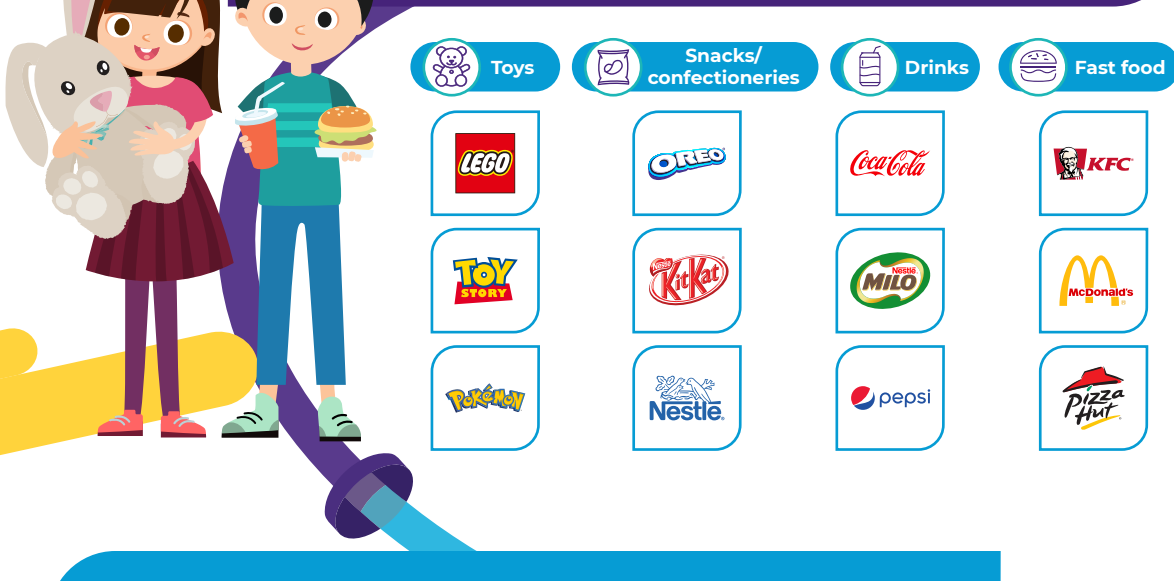 Toys
Snacks/
confectioneries
Drinks
Fast food
LEGO
OREO
Coca-Cola
KFC
TOY
STORY
Nestlé
KitKat
Nestlé
MILO
McDonald's
POKéMON
Nestlé
pepsi
Pizza
Hut